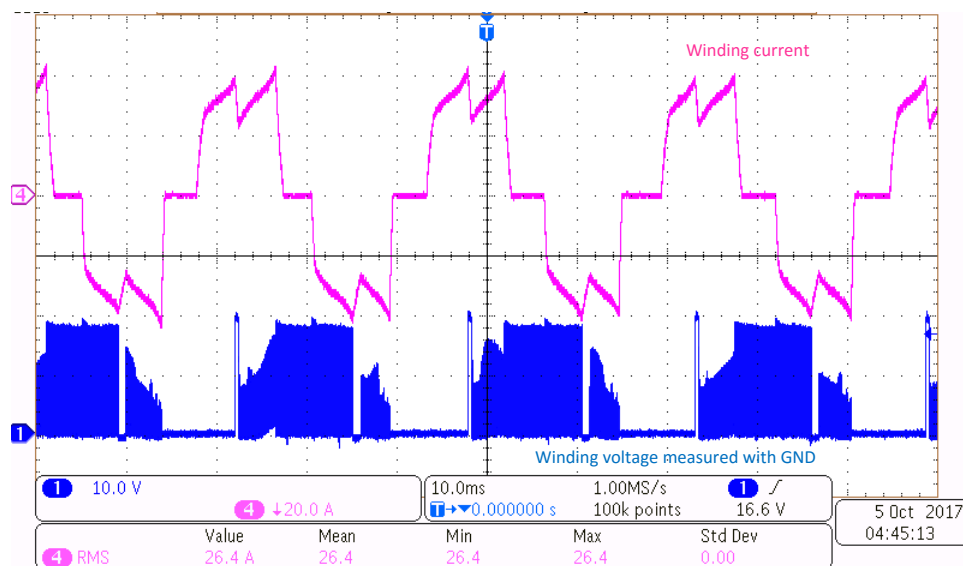 T
Winding current
4
1
Winding voltage measured with GND
1 10.0 V 10.0ms 1.00MS/s 1
4 ↓20.0 A T→▼0.000000 s 100k points 16.6 V
5 Oct 2017
04:45:13
Value Mean Min Max Std Dev
4 RMS 26.4 A 26.4 26.4 26.4 0.00